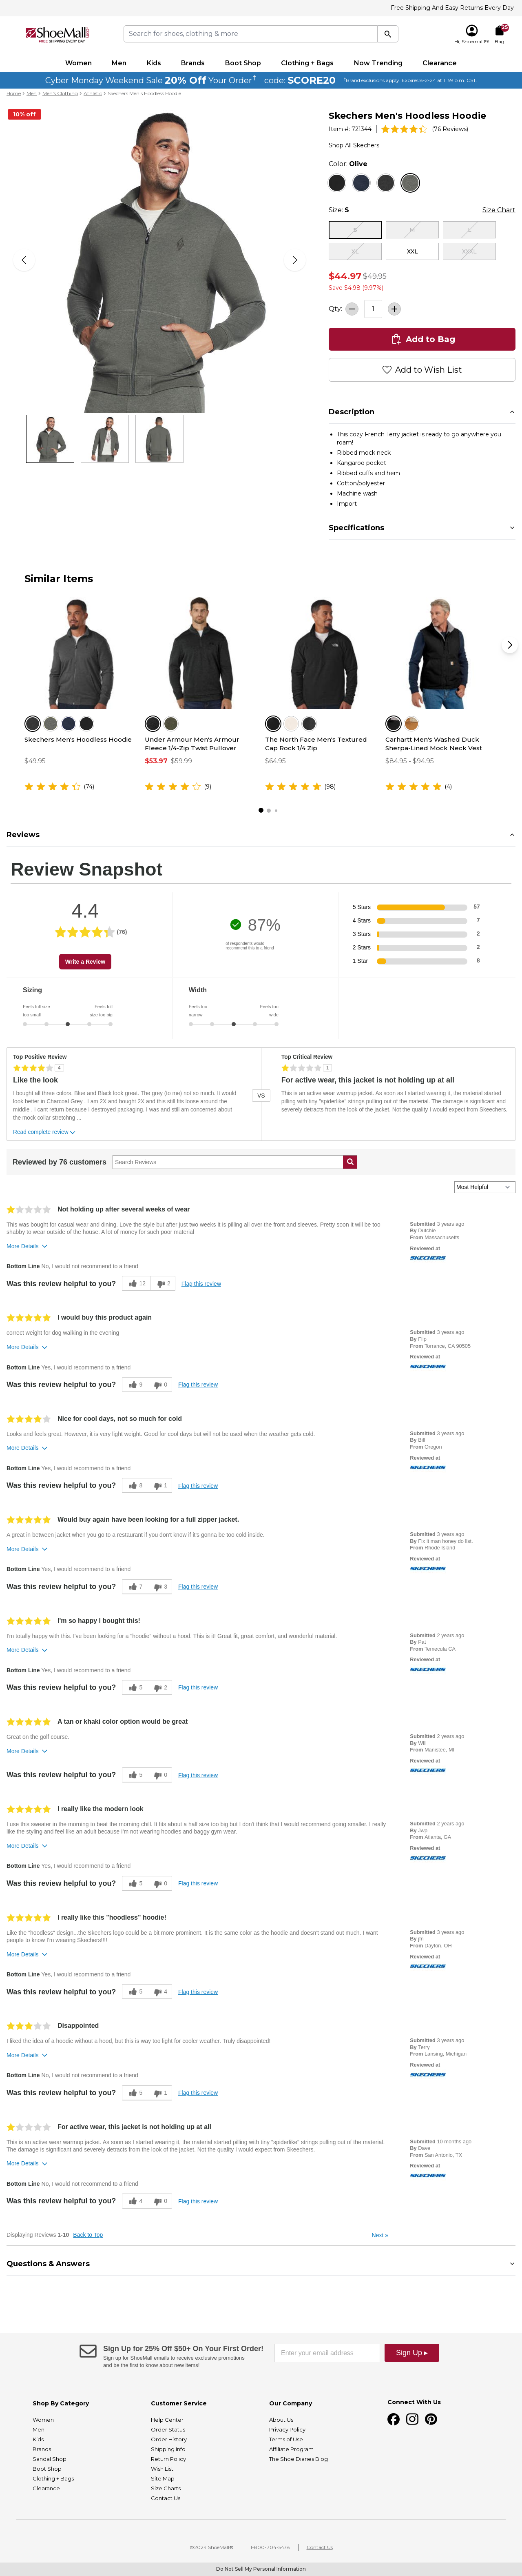 Free Shipping And Easy Returns Every Day
ShoeMall
FREE SHIPPING EVERY DAY
Search for shoes, clothing & more
Hi, Shoemall19!
Bag
Women Men Kids Brands Boot Shop Clothing + Bags Now Trending Clearance
Cyber Monday Weekend Sale 20% Off Your Order† code: SCORE20 †Brand exclusions apply. Expires 8-2-24 at 11:59 p.m. CST.
Home > Men > Men's Clothing > Athletic > Skechers Men's Hoodless Hoodie
10% off
Skechers Men's Hoodless Hoodie
Item #: 721344 (76 Reviews)
Shop All Skechers
Color: Olive
Size: S Size Chart
S M L
XL XXL XXXL
$44.97 $49.95
Save $4.98 (9.97%)
Qty: 1
Add to Bag
Add to Wish List
Description
This cozy French Terry jacket is ready to go anywhere you roam!
Ribbed mock neck
Kangaroo pocket
Ribbed cuffs and hem
Cotton/polyester
Machine wash
Import
Specifications
Similar Items
Skechers Men's Hoodless Hoodie
$49.95
(74)
Under Armour Men's Armour Fleece 1/4-Zip Twist Pullover
$53.97 $59.99
(9)
The North Face Men's Textured Cap Rock 1/4 Zip
$64.95
(98)
Carhartt Men's Washed Duck Sherpa-Lined Mock Neck Vest
$84.95 - $94.95
(4)
Reviews
Review Snapshot
4.4
(76)
Write a Review
87%
of respondents would recommend this to a friend
5 Stars 57
4 Stars 7
3 Stars 2
2 Stars 2
1 Star 8
Sizing
Feels full size too small
Feels full size too big
Width
Feels too narrow
Feels too wide
Top Positive Review
4
Like the look
I bought all three colors. Blue and Black look great. The grey (to me) not so much. It would look better in Charcoal Grey . I am 2X and bought 2X and this still fits loose around the middle . I cant return because I destroyed packaging. I was and still am concerned about the mock collar stretching ...
Read complete review
VS
Top Critical Review
1
For active wear, this jacket is not holding up at all
This is an active wear warmup jacket. As soon as I started wearing it, the material started pilling with tiny "spiderlike" strings pulling out of the material. The damage is significant and severely detracts from the look of the jacket. Not the quality I would expect from Skechers.
Reviewed by 76 customers
Search Reviews
Most Helpful
Not holding up after several weeks of wear
This was bought for casual wear and dining. Love the style but after just two weeks it is pilling all over the front and sleeves. Pretty soon it will be too shabby to wear outside of the house. A lot of money for such poor material
More Details
Bottom Line No, I would not recommend to a friend
Was this review helpful to you? 12 2 Flag this review
Submitted 3 years ago
By Dutchie
From Massachusetts
Reviewed at
SKECHERS
I would buy this product again
correct weight for dog walking in the evening
More Details
Bottom Line Yes, I would recommend to a friend
Was this review helpful to you? 9 0 Flag this review
Submitted 3 years ago
By Flip
From Torrance, CA 90505
Reviewed at
SKECHERS
Nice for cool days, not so much for cold
Looks and feels great. However, it is very light weight. Good for cool days but will not be used when the weather gets cold.
More Details
Bottom Line Yes, I would recommend to a friend
Was this review helpful to you? 8 1 Flag this review
Submitted 3 years ago
By Bill
From Oregon
Reviewed at
SKECHERS
Would buy again have been looking for a full zipper jacket.
A great in between jacket when you go to a restaurant if you don't know if it's gonna be too cold inside.
More Details
Bottom Line Yes, I would recommend to a friend
Was this review helpful to you? 7 3 Flag this review
Submitted 3 years ago
By Fix it man honey do list.
From Rhode Island
Reviewed at
SKECHERS
I'm so happy I bought this!
I'm totally happy with this. I've been looking for a "hoodie" without a hood. This is it! Great fit, great comfort, and wonderful material.
More Details
Bottom Line Yes, I would recommend to a friend
Was this review helpful to you? 5 2 Flag this review
Submitted 2 years ago
By Pat
From Temecula CA
Reviewed at
SKECHERS
A tan or khaki color option would be great
Great on the golf course.
More Details
Was this review helpful to you? 5 0 Flag this review
Submitted 2 years ago
By Will
From Manistee, MI
Reviewed at
SKECHERS
I really like the modern look
I use this sweater in the morning to beat the morning chill. It fits about a half size too big but I don't think that I would recommend going smaller. I really like the styling and feel like an adult because I'm not wearing hoodies and baggy gym wear.
More Details
Bottom Line Yes, I would recommend to a friend
Was this review helpful to you? 5 0 Flag this review
Submitted 2 years ago
By Jwp
From Atlanta, GA
Reviewed at
SKECHERS
I really like this "hoodless" hoodie!
Like the "hoodless" design...the Skechers logo could be a bit more prominent. It is the same color as the hoodie and doesn't stand out much. I want people to know I'm wearing Skechers!!!!
More Details
Bottom Line Yes, I would recommend to a friend
Was this review helpful to you? 5 4 Flag this review
Submitted 3 years ago
By jfn
From Dayton, OH
Reviewed at
SKECHERS
Disappointed
I liked the idea of a hoodie without a hood, but this is way too light for cooler weather. Truly disappointed!
More Details
Bottom Line No, I would not recommend to a friend
Was this review helpful to you? 5 1 Flag this review
Submitted 3 years ago
By Terry
From Lansing, Michigan
Reviewed at
SKECHERS
For active wear, this jacket is not holding up at all
This is an active wear warmup jacket. As soon as I started wearing it, the material started pilling with tiny "spiderlike" strings pulling out of the material. The damage is significant and severely detracts from the look of the jacket. Not the quality I would expect from Skechers.
More Details
Bottom Line No, I would not recommend to a friend
Was this review helpful to you? 4 0 Flag this review
Submitted 10 months ago
By Dave
From San Antonio, TX
Reviewed at
SKECHERS
Displaying Reviews 1-10 Back to Top Next »
Questions & Answers
Sign Up for 25% Off $50+ On Your First Order!
Sign up for ShoeMall emails to receive exclusive promotions and be the first to know about new items!
Enter your email address
Sign Up ▸
Shop By Category
Women
Men
Kids
Brands
Sandal Shop
Boot Shop
Clothing + Bags
Clearance
Customer Service
Help Center
Order Status
Order History
Shipping Info
Return Policy
Wish List
Site Map
Size Charts
Contact Us
Our Company
About Us
Privacy Policy
Terms of Use
Affiliate Program
The Shoe Diaries Blog
Connect With Us
©2024 ShoeMall® 1-800-704-5478 Contact Us
Do Not Sell My Personal Information